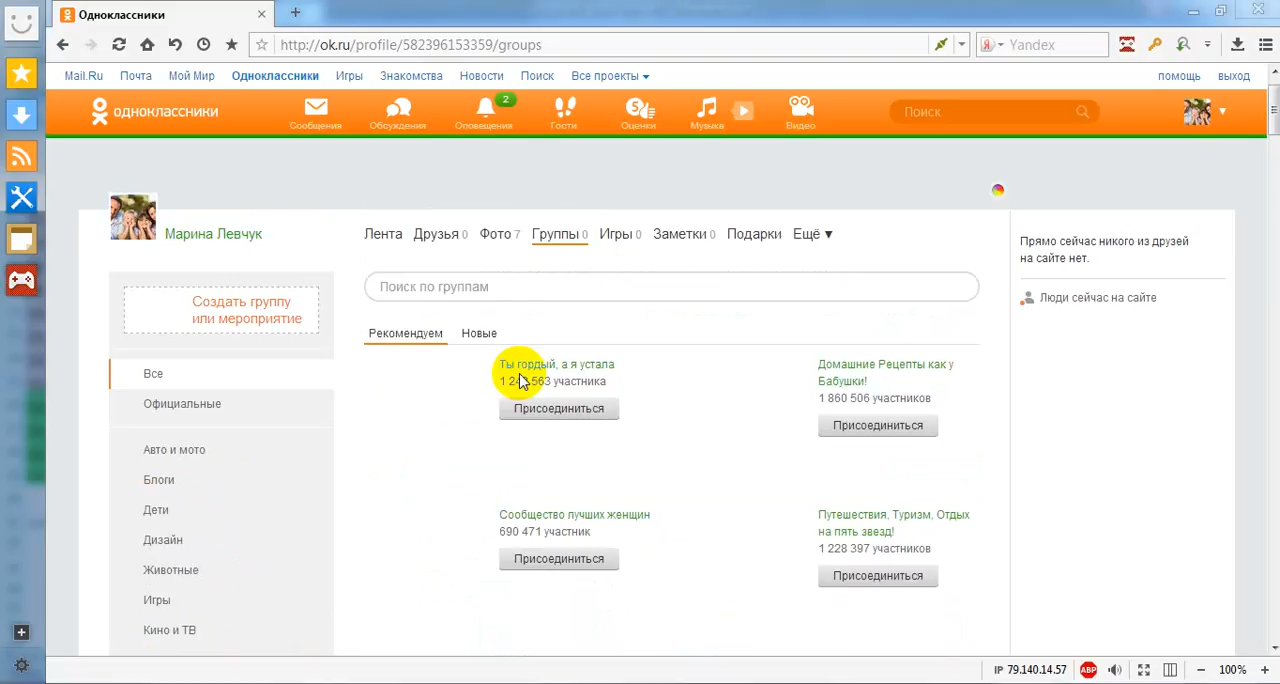 Одноклассники
http://ok.ru/profile/582396153359/groups
Yandex
Mail.Ru Почта Мой Мир Одноклассники Игры Знакомства Новости Поиск Все проекты помощь выход
одноклассники
Сообщения Обсуждения 2 Оповещения Гости 5 Оценки Музыка Видео Поиск
Марина Левчук
Лента Друзья 0 Фото 7 Группы 0 Игры 0 Заметки 0 Подарки Ещё
Прямо сейчас никого из друзей
на сайте нет.
Люди сейчас на сайте
Создать группу
или мероприятие
Поиск по группам
Рекомендуем Новые
Все
Официальные
Авто и мото
Блоги
Дети
Дизайн
Животные
Игры
Кино и ТВ
Ты гордый, а я устала
563 участника
Присоединиться
Домашние Рецепты как у
Бабушки!
1 860 506 участников
Присоединиться
Сообщество лучших женщин
690 471 участник
Присоединиться
Путешествия, Туризм, Отдых
на пять звезд!
1 228 397 участников
Присоединиться
IP 79.140.14.57 ABP 100%